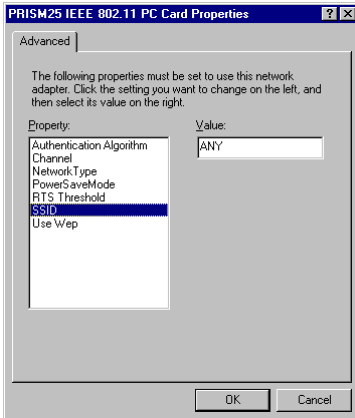 PRISM25 IEEE 802.11 PC Card Properties
Advanced
The following properties must be set to use this network
adapter. Click the setting you want to change on the left, and
then select its value on the right.
Property:
Value:
Authentication Algorithm
ANY
Channel
NetworkType
PowerSaveMode
RTS Threshold
SSID
Use Wep
OK
Cancel